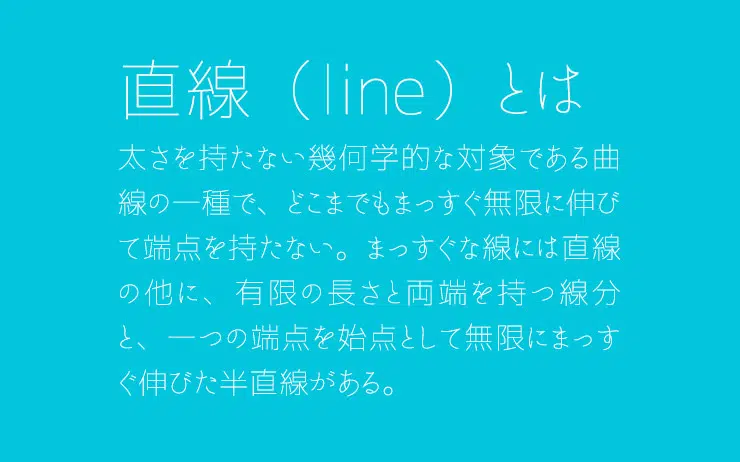 直線（line）とは
太さを持たない幾何学的な対象である曲
線の一種で、どこまでもまっすぐ無限に伸び
て端点を持たない。まっすぐな線には直線
の他に、有限の長さと両端を持つ線分
と、一つの端点を始点として無限にまっす
ぐ伸びた半直線がある。